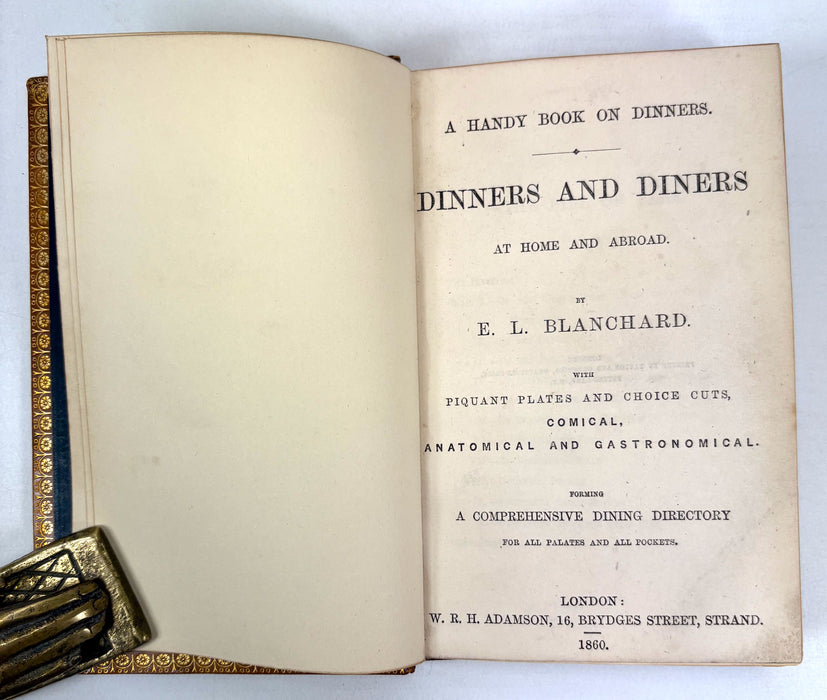 A HANDY BOOK ON DINNERS.
DINNERS AND DINERS
AT HOME AND ABROAD.
BY
E. L. BLANCHARD.
WITH
PIQUANT PLATES AND CHOICE CUTS,
COMICAL,
ANATOMICAL AND GASTRONOMICAL.
FORMING
A COMPREHENSIVE DINING DIRECTORY
FOR ALL PALATES AND ALL POCKETS.
LONDON:
W. R. H. ADAMSON, 16, BRYDGES STREET, STRAND.
1860.